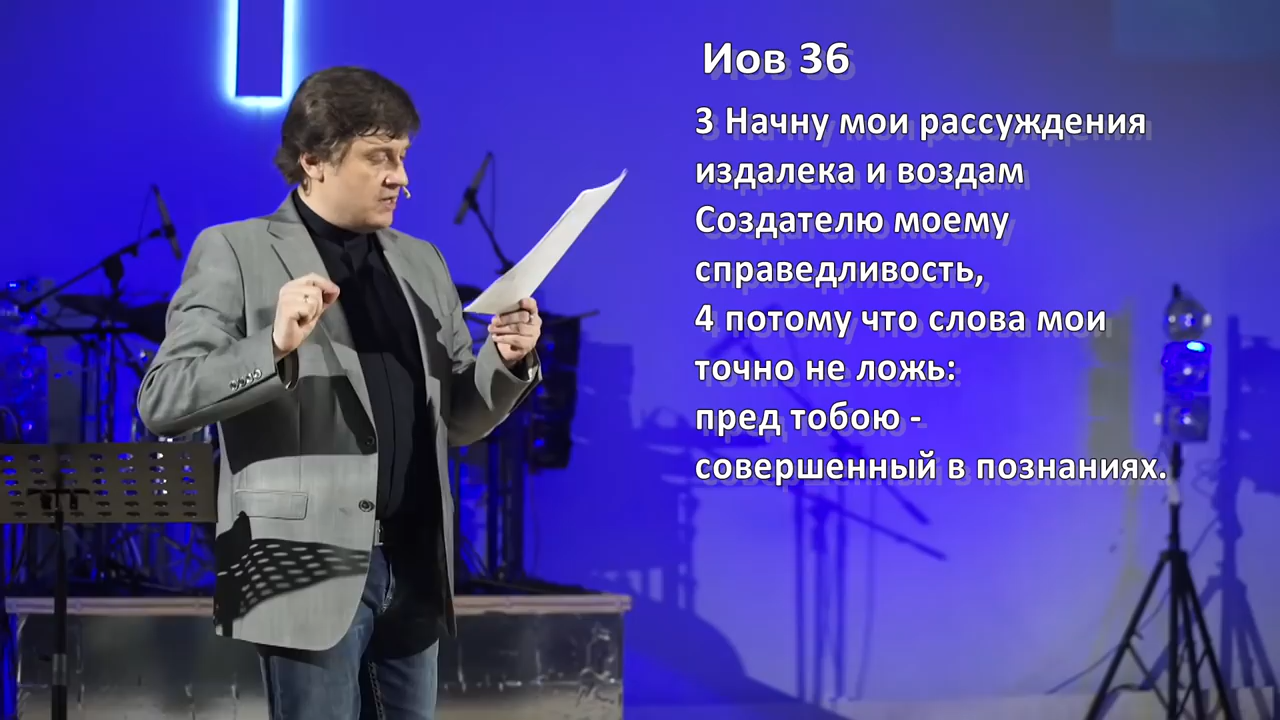 Иов 36
3 Начну мои рассуждения
издалека и воздам
Создателю моему
справедливость,
4 потому что слова мои
точно не ложь:
пред тобою -
совершенный в познаниях.